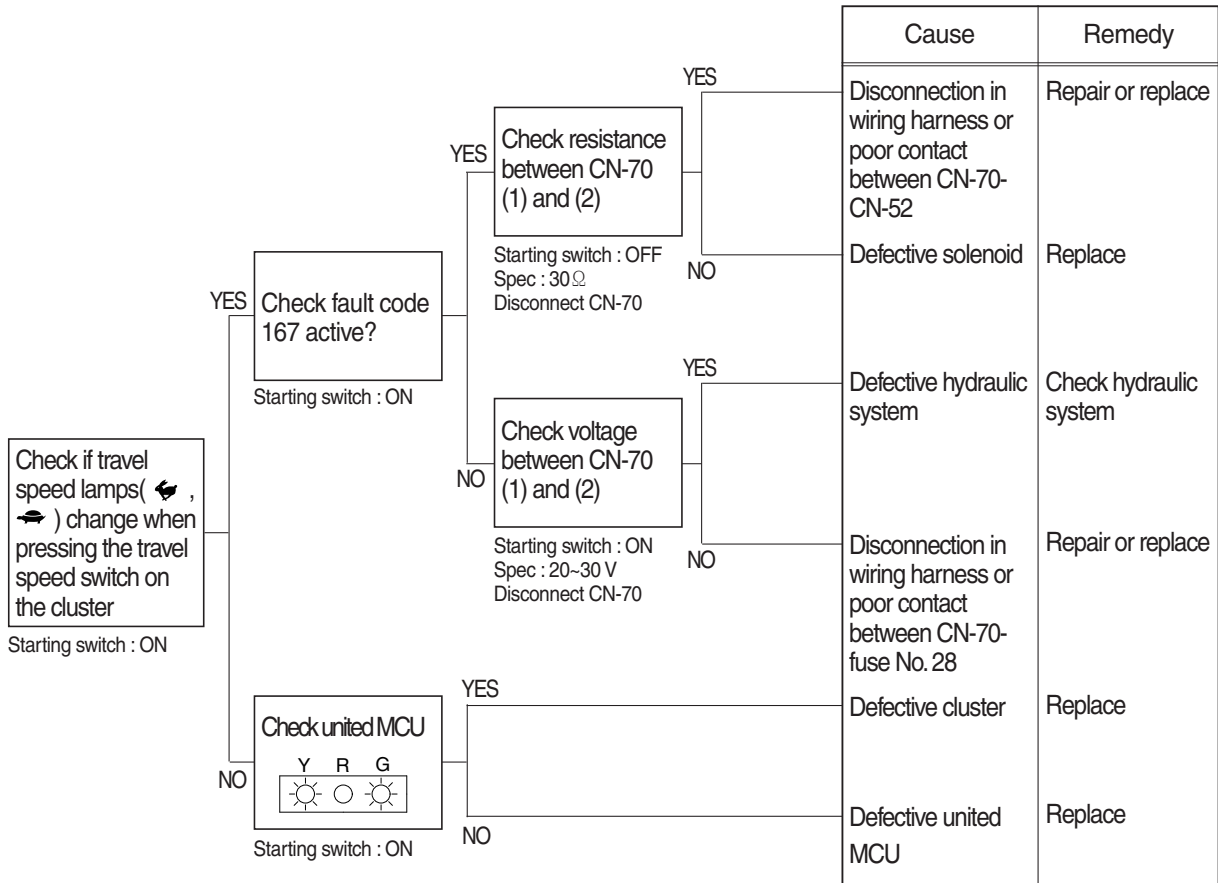 Cause
Remedy
YES
Disconnection in
wiring harness or
poor contact
between CN-70-
CN-52
Repair or replace
YES
Check resistance
between CN-70
(1) and (2)
Starting switch : OFF
Spec : 30Ω
Disconnect CN-70
NO
Defective solenoid
Replace
YES
Check fault code
167 active?
Starting switch : ON
YES
Defective hydraulic
system
Check hydraulic
system
NO
Check voltage
between CN-70
(1) and (2)
Starting switch : ON
Spec : 20~30 V
Disconnect CN-70
NO
Disconnection in
wiring harness or
poor contact
between CN-70-
fuse No. 28
Repair or replace
Check if travel
speed lamps( ,
) change when
pressing the travel
speed switch on
the cluster
Starting switch : ON
NO
Check united MCU
Y R G
Starting switch : ON
YES
Defective cluster
Replace
NO
Defective united
MCU
Replace